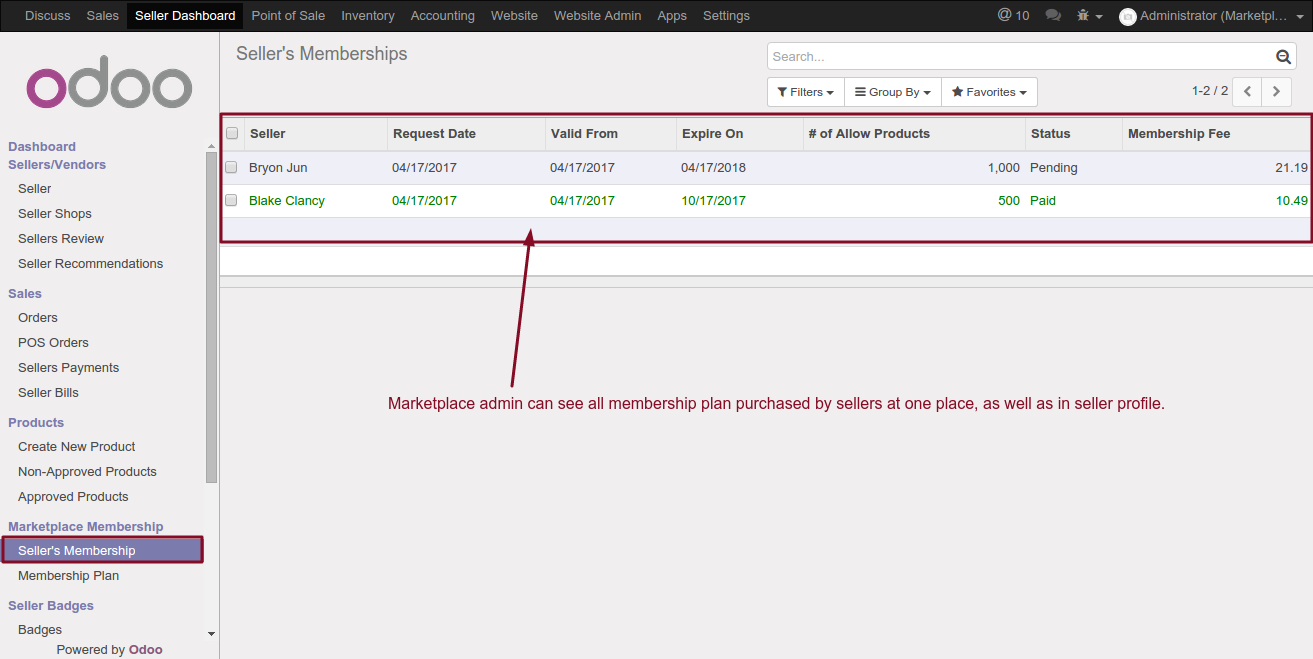 Discuss Sales Seller Dashboard Point of Sale Inventory Accounting Website Website Admin Apps Settings @ 10 Administrator (Marketpl...
odoo
Seller's Memberships
Search...
Filters Group By Favorites
1-2 / 2
Dashboard
Sellers/Vendors
Seller
Seller Shops
Sellers Review
Seller Recommendations
Sales
Orders
POS Orders
Sellers Payments
Seller Bills
Products
Create New Product
Non-Approved Products
Approved Products
Marketplace Membership
Seller's Membership
Membership Plan
Seller Badges
Badges
Powered by Odoo
Seller Request Date Valid From Expire On # of Allow Products Status Membership Fee
Bryon Jun 04/17/2017 04/17/2017 04/17/2018 1,000 Pending 21.19
Blake Clancy 04/17/2017 04/17/2017 10/17/2017 500 Paid 10.49
Marketplace admin can see all membership plan purchased by sellers at one place, as well as in seller profile.